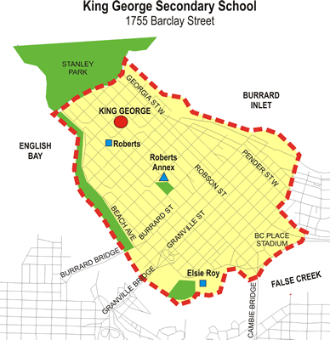 King George Secondary School
1755 Barclay Street
STANLEY
PARK
GEORGIA ST W
BURRARD
INLET
KING GEORGE
ENGLISH
BAY
Roberts
Roberts
Annex
PENDER ST W
ROBSON ST
BEACH AVE
BURRARD ST
GRANVILLE ST
BC PLACE
STADIUM
BURRARD BRIDGE
Elsie Roy
GRANVILLE BRIDGE
FALSE CREEK
CAMBIE BRIDGE